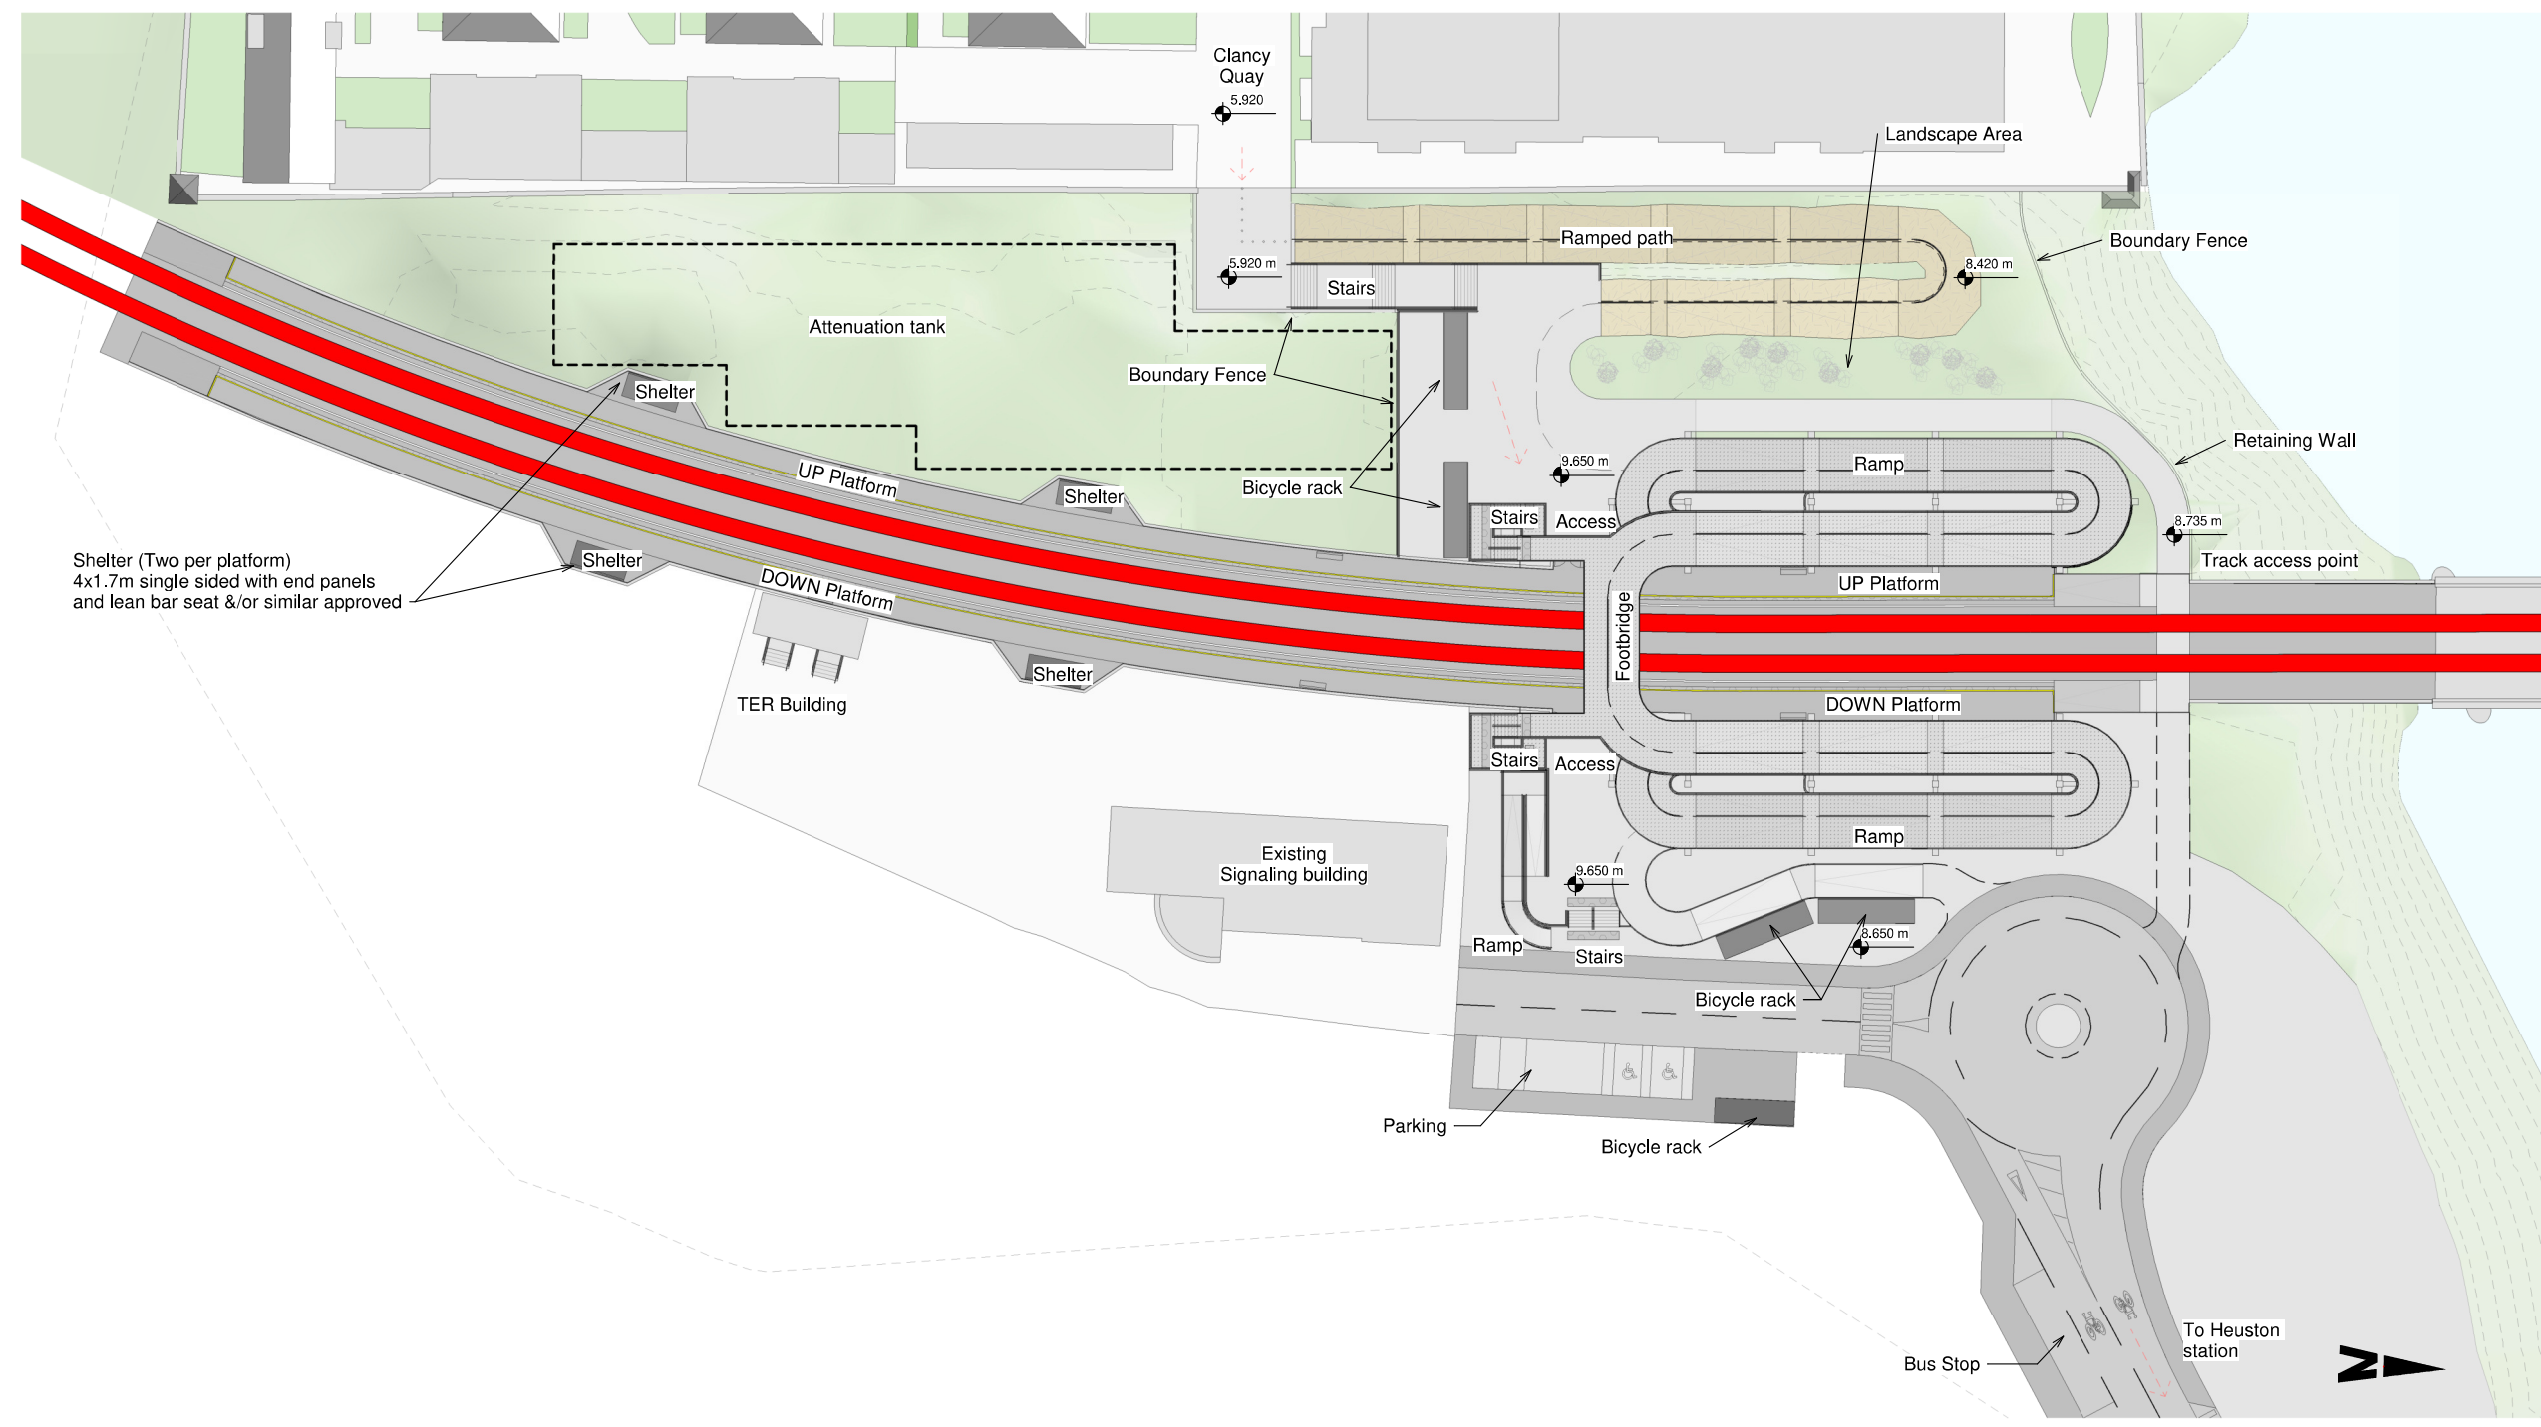 Clancy
Quay
5.920
Landscape Area
Ramped path
Boundary Fence
5.920 m
8.420 m
Stairs
Attenuation tank
Boundary Fence
Shelter
Retaining Wall
UP Platform
Ramp
9.650 m
Bicycle rack
Shelter
Stairs
Access
8.735 m
Track access point
Shelter (Two per platform)
4x1.7m single sided with end panels
and lean bar seat &/or similar approved
Shelter
DOWN Platform
UP Platform
Footbridge
Shelter
TER Building
DOWN Platform
Stairs
Access
Ramp
Existing
Signaling building
9.650 m
8.650 m
Ramp
Stairs
Bicycle rack
Parking
Bicycle rack
To Heuston
station
Bus Stop
N